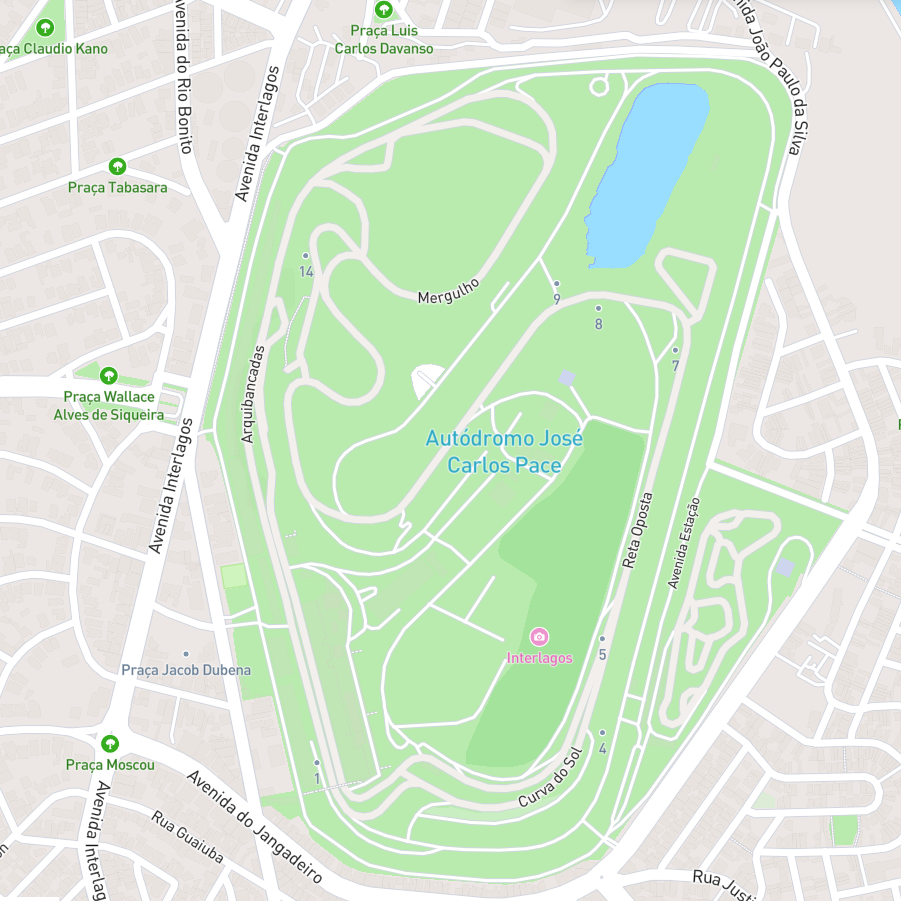 Praça Luis
Carlos Davanso
aça Claudio Kano
Avenida do Rio Bonito
nida João Paulo da Silva
Avenida Interlagos
Praça Tabasara
14
Mergulho
9
8
7
Arquibancadas
Praça Wallace
Alves de Siqueira
Autódromo José
Carlos Pace
Avenida Interlagos
Reta Oposta
Avenida Estação
Interlagos
5
Praça Jacob Dubena
4
1
Praça Moscou
Curva do Sol
Avenida do Jangadeiro
Avenida Interlag
Rua Guaiuba
Rua Justi